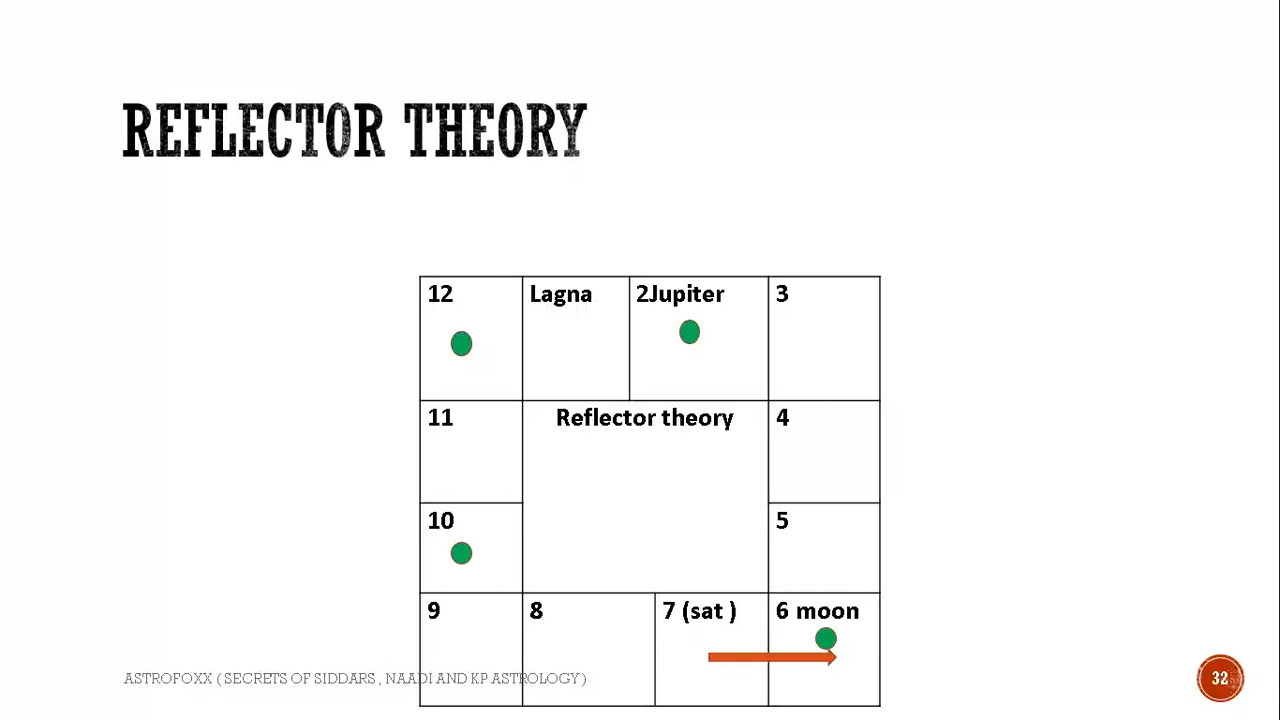 REFLECTOR THEORY
12
Lagna
2Jupiter
3
11
Reflector theory
4
10
5
9
8
7 (sat )
6 moon
ASTROFOXX ( SECRETS OF SIDDARS , NAADI AND KP ASTROLOGY )
32